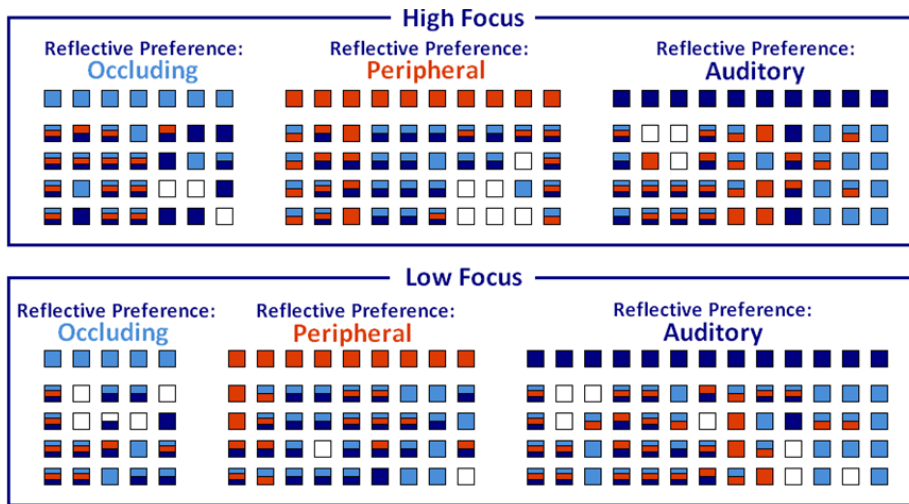 High Focus
Reflective Preference:
Occluding
Reflective Preference:
Peripheral
Reflective Preference:
Auditory
Low Focus
Reflective Preference:
Occluding
Reflective Preference:
Peripheral
Reflective Preference:
Auditory